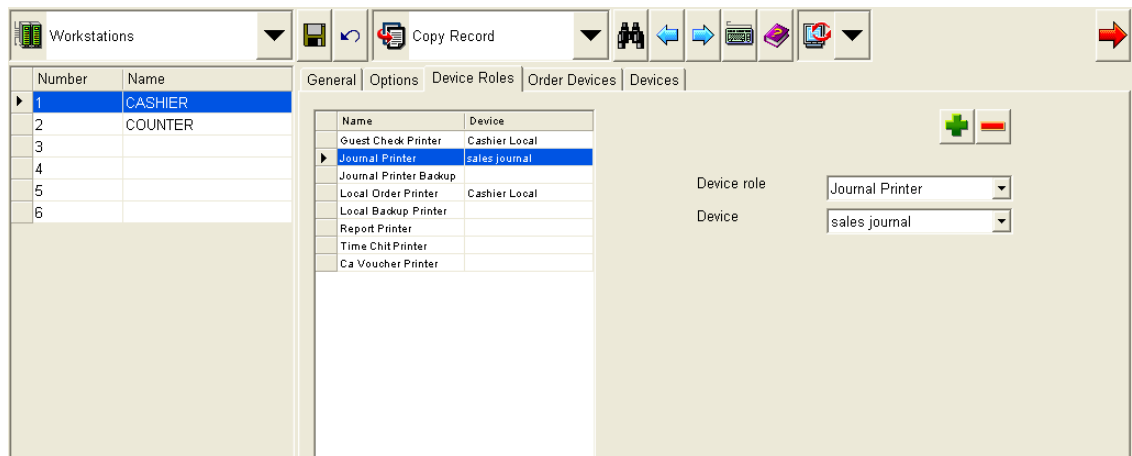 Workstations Copy Record
Number Name
1 CASHIER
2 COUNTER
3
4
5
6
General Options Device Roles Order Devices Devices
Name Device
Guest Check Printer Cashier Local
Journal Printer sales journal
Journal Printer Backup
Local Order Printer Cashier Local
Local Backup Printer
Report Printer
Time Chit Printer
Ca Voucher Printer
Device role Journal Printer
Device sales journal